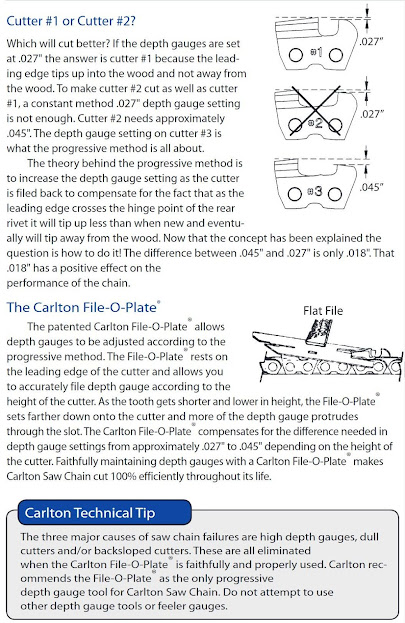 Cutter #1 or Cutter #2?
Which will cut better? If the depth gauges are set
at .027" the answer is cutter #1 because the lead-
ing edge tips up into the wood and not away from
the wood. To make cutter #2 cut as well as cutter
#1, a constant method .027" depth gauge setting
is not enough. Cutter #2 needs approximately
.045". The depth gauge setting on cutter #3 is
what the progressive method is all about.
The theory behind the progressive method is
to increase the depth gauge setting as the cutter
is filed back to compensate for the fact that as the
leading edge crosses the hinge point of the rear
rivet it will tip up less than when new and eventu-
ally will tip away from the wood. Now that the concept has been explained the
question is how to do it! The difference between .045" and .027" is only .018". That
.018" has a positive effect on the
performance of the chain.
.027"
#1
.027"
#2
.045"
#3
The Carlton File-O-Plate®
The patented Carlton File-O-Plate® allows
depth gauges to be adjusted according to the
progressive method. The File-O-Plate® rests on
the leading edge of the cutter and allows you
to accurately file depth gauge according to the
height of the cutter. As the tooth gets shorter and lower in height, the File-O-Plate®
sets farther down onto the cutter and more of the depth gauge protrudes
through the slot. The Carlton File-O-Plate® compensates for the difference needed in
depth gauge settings from approximately .027" to .045" depending on the height of
the cutter. Faithfully maintaining depth gauges with a Carlton File-O-Plate® makes
Carlton Saw Chain cut 100% efficiently throughout its life.
Flat File
Carlton Technical Tip
The three major causes of saw chain failures are high depth gauges, dull
cutters and/or backsloped cutters. These are all eliminated
when the Carlton File-O-Plate® is faithfully and properly used. Carlton rec-
ommends the File-O-Plate® as the only progressive
depth gauge tool for Carlton Saw Chain. Do not attempt to use
other depth gauge tools or feeler gauges.